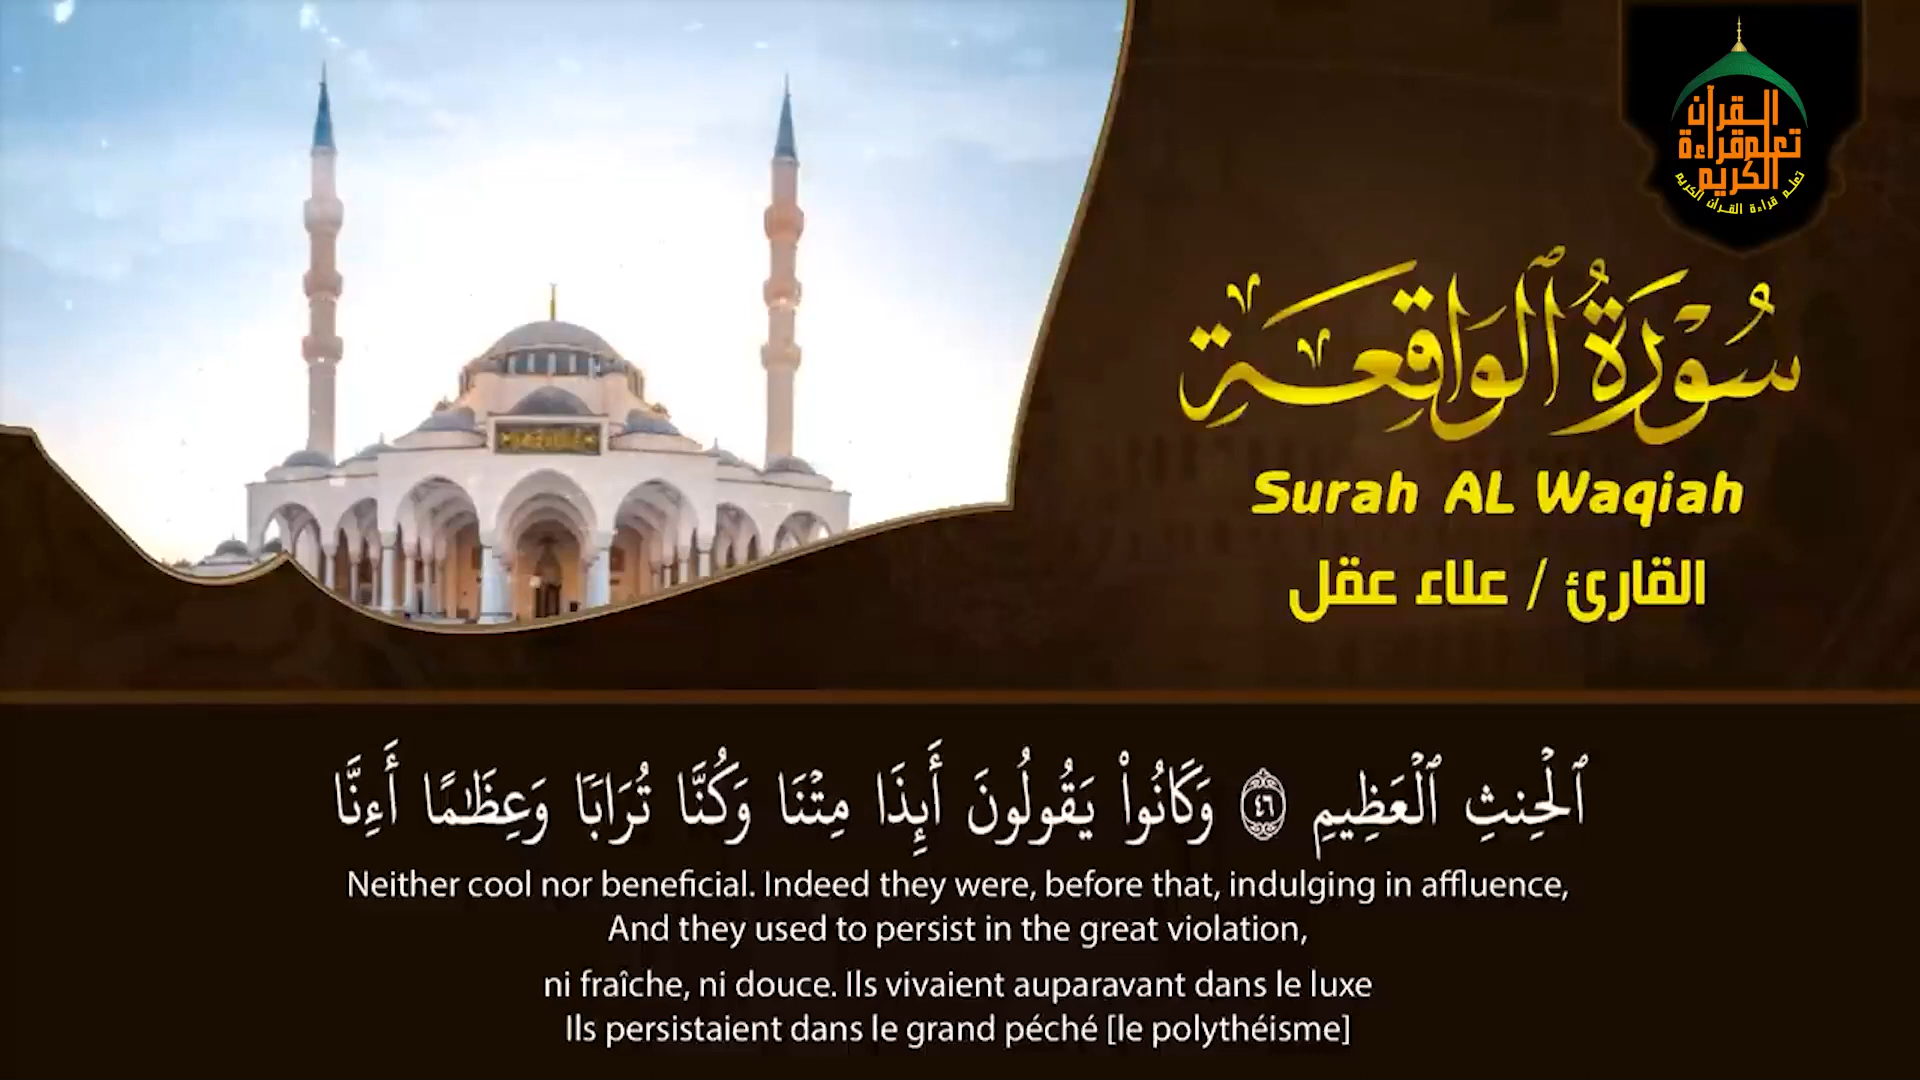 القرآن
تعلم قراءة
الكريم
تعلم قراءة القرآن الكريم
سُورَةُ ٱلْوَاقِعَةِ
Surah AL Waqiah
القارئ / علاء عقل
ٱلْحِنثِ ٱلْعَظِيمِ ٤٦ وَكَانُوا۟ يَقُولُونَ أَئِذَا مِتْنَا وَكُنَّا تُرَابًا وَعِظَٰمًا أَءِنَّا
Neither cool nor beneficial. Indeed they were, before that, indulging in affluence,
And they used to persist in the great violation,
ni fraîche, ni douce. Ils vivaient auparavant dans le luxe
Ils persistaient dans le grand péché [le polythéisme]